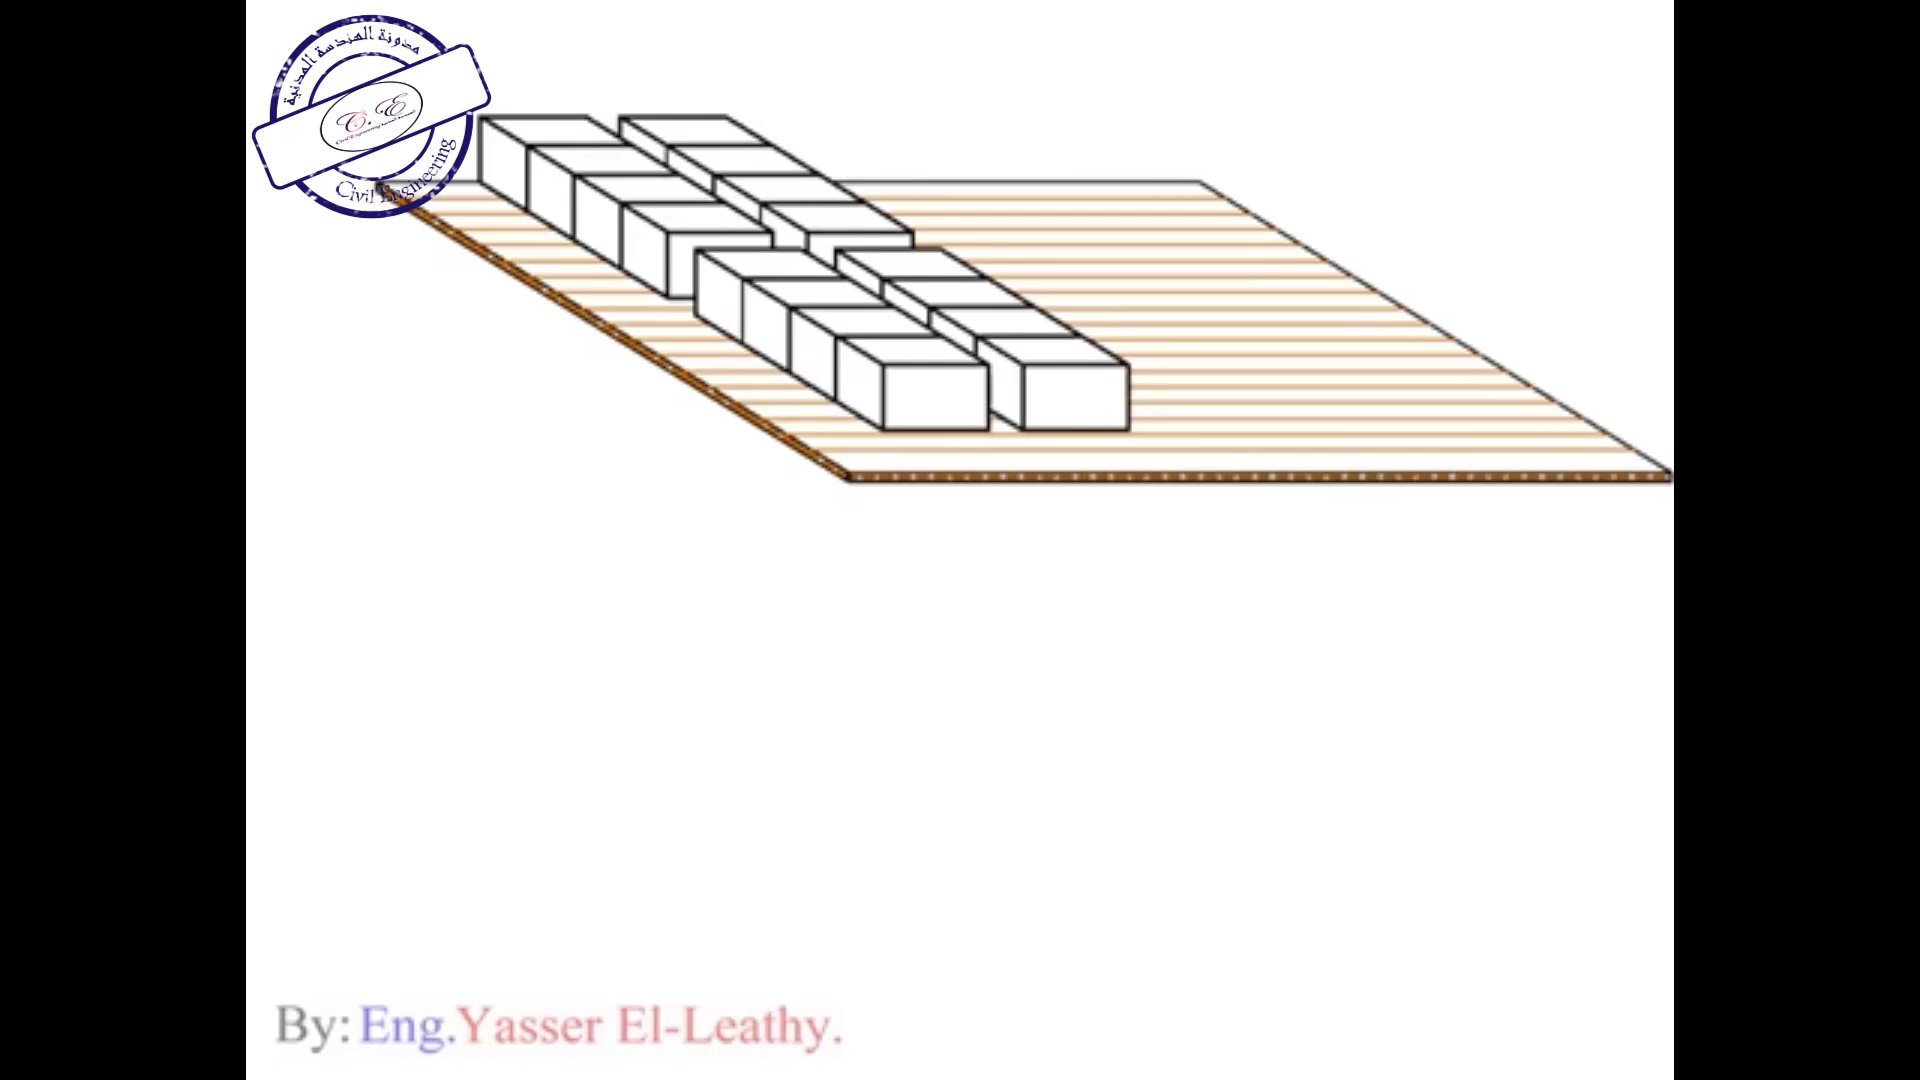 مدونة الهندسة المدنية
C.E
Civil Engineering
By: Eng.Yasser El-Leathy.